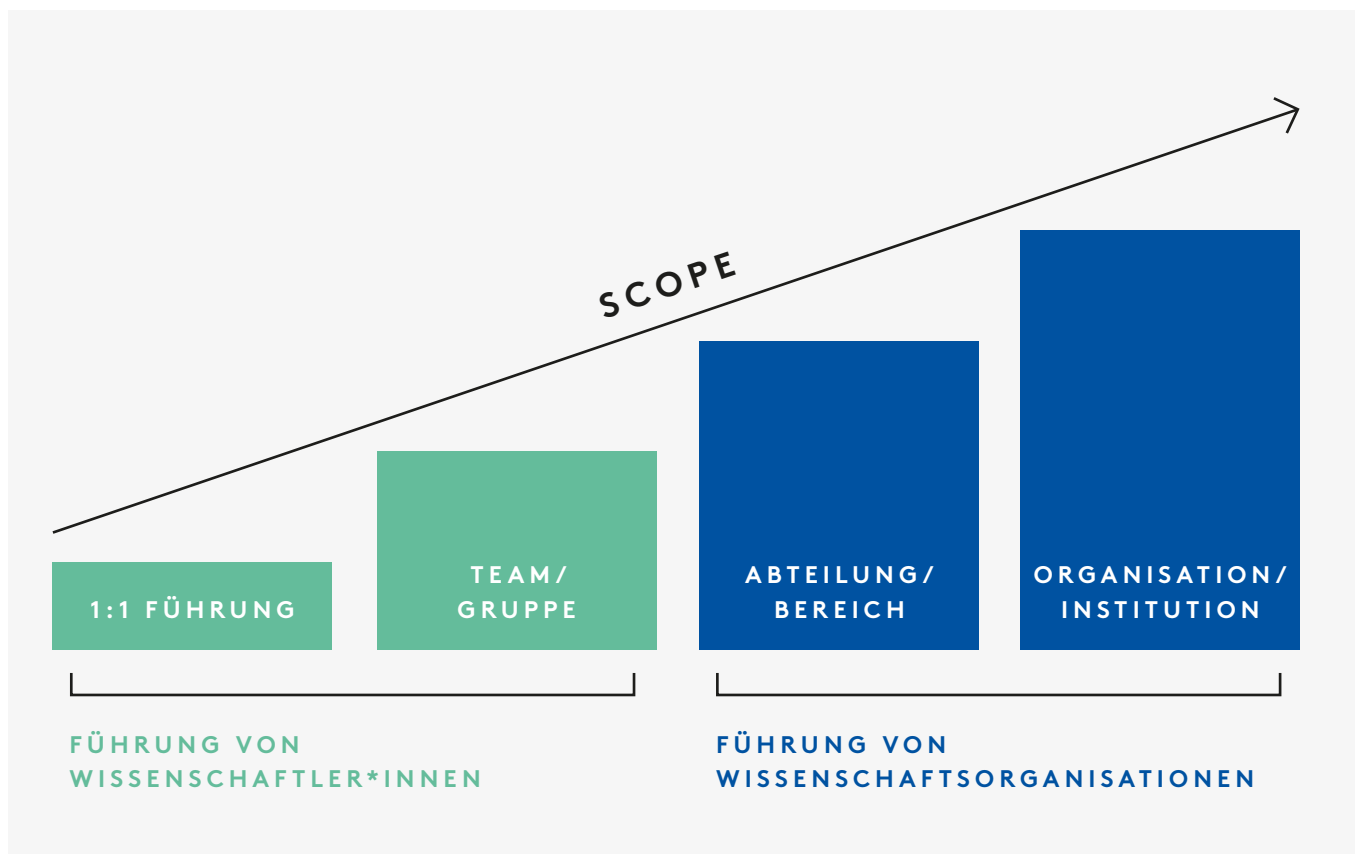 SCOPE
1:1 FÜHRUNG
TEAM/
GRUPPE
ABTEILUNG/
BEREICH
ORGANISATION/
INSTITUTION
FÜHRUNG VON
WISSENSCHAFTLER*INNEN
FÜHRUNG VON
WISSENSCHAFTSORGANISATIONEN